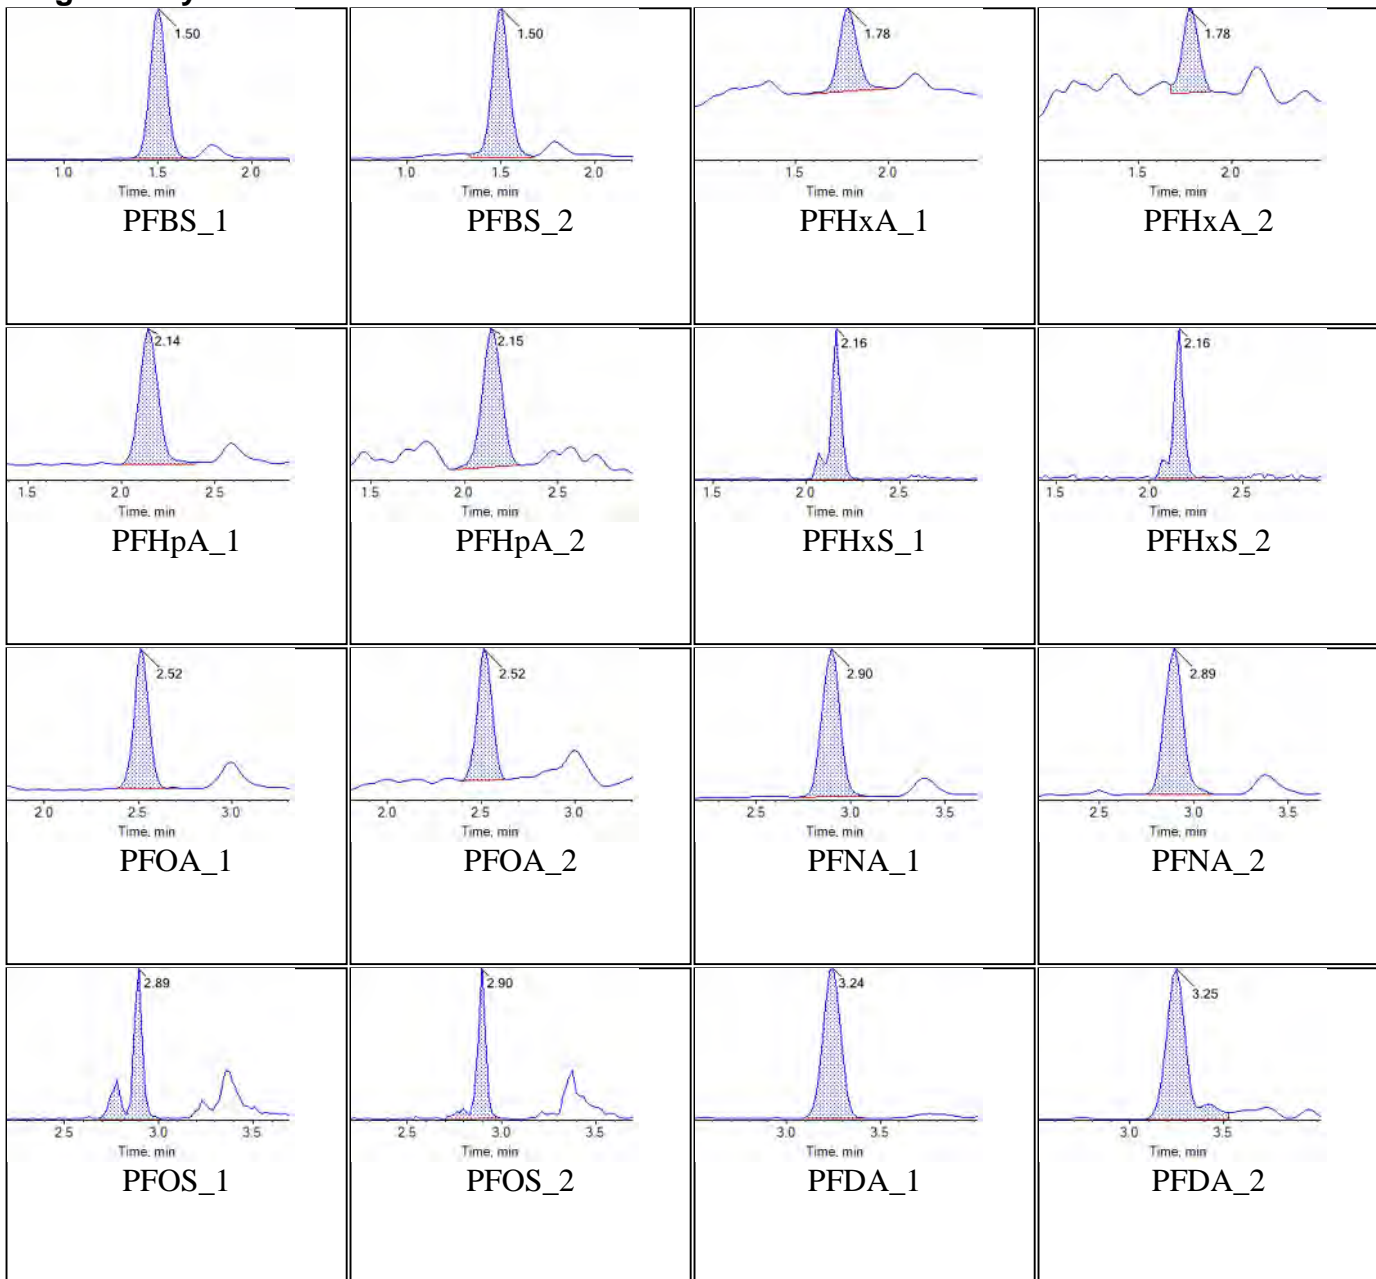 1.50 1.50 1.78 1.78
1.0 1.5 2.0 1.0 1.5 2.0 1.5 2.0 1.5 2.0
Time, min Time, min Time, min Time, min
PFBS_1 PFBS_2 PFHxA_1 PFHxA_2
2.14 2.15 2.16 2.16
1.5 2.0 2.5 1.5 2.0 2.5 1.5 2.0 2.5 1.5 2.0 2.5
Time, min Time, min Time, min Time, min
PFHpA_1 PFHpA_2 PFHxS_1 PFHxS_2
2.52 2.52 2.90 2.89
2.0 2.5 3.0 2.0 2.5 3.0 2.5 3.0 3.5 2.5 3.0 3.5
Time, min Time, min Time, min Time, min
PFOA_1 PFOA_2 PFNA_1 PFNA_2
2.89 2.90 3.24 3.25
2.5 3.0 3.5 2.5 3.0 3.5 3.0 3.5 3.0 3.5
Time, min Time, min Time, min Time, min
PFOS_1 PFOS_2 PFDA_1 PFDA_2